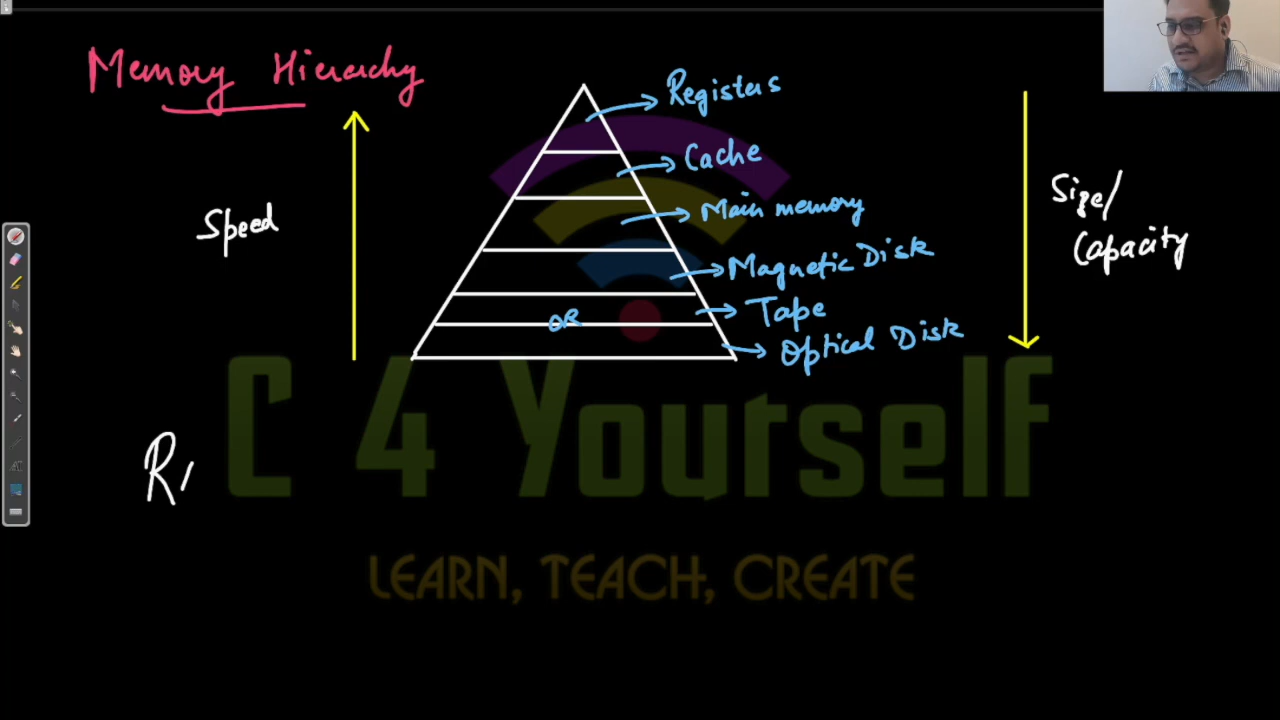 Memory Hierarchy
Registers
Cache
Speed
Main memory
Size/
Capacity
Magnetic Disk
Tape
OR
Optical Disk
C 4 Yourself
LEARN, TEACH, CREATE